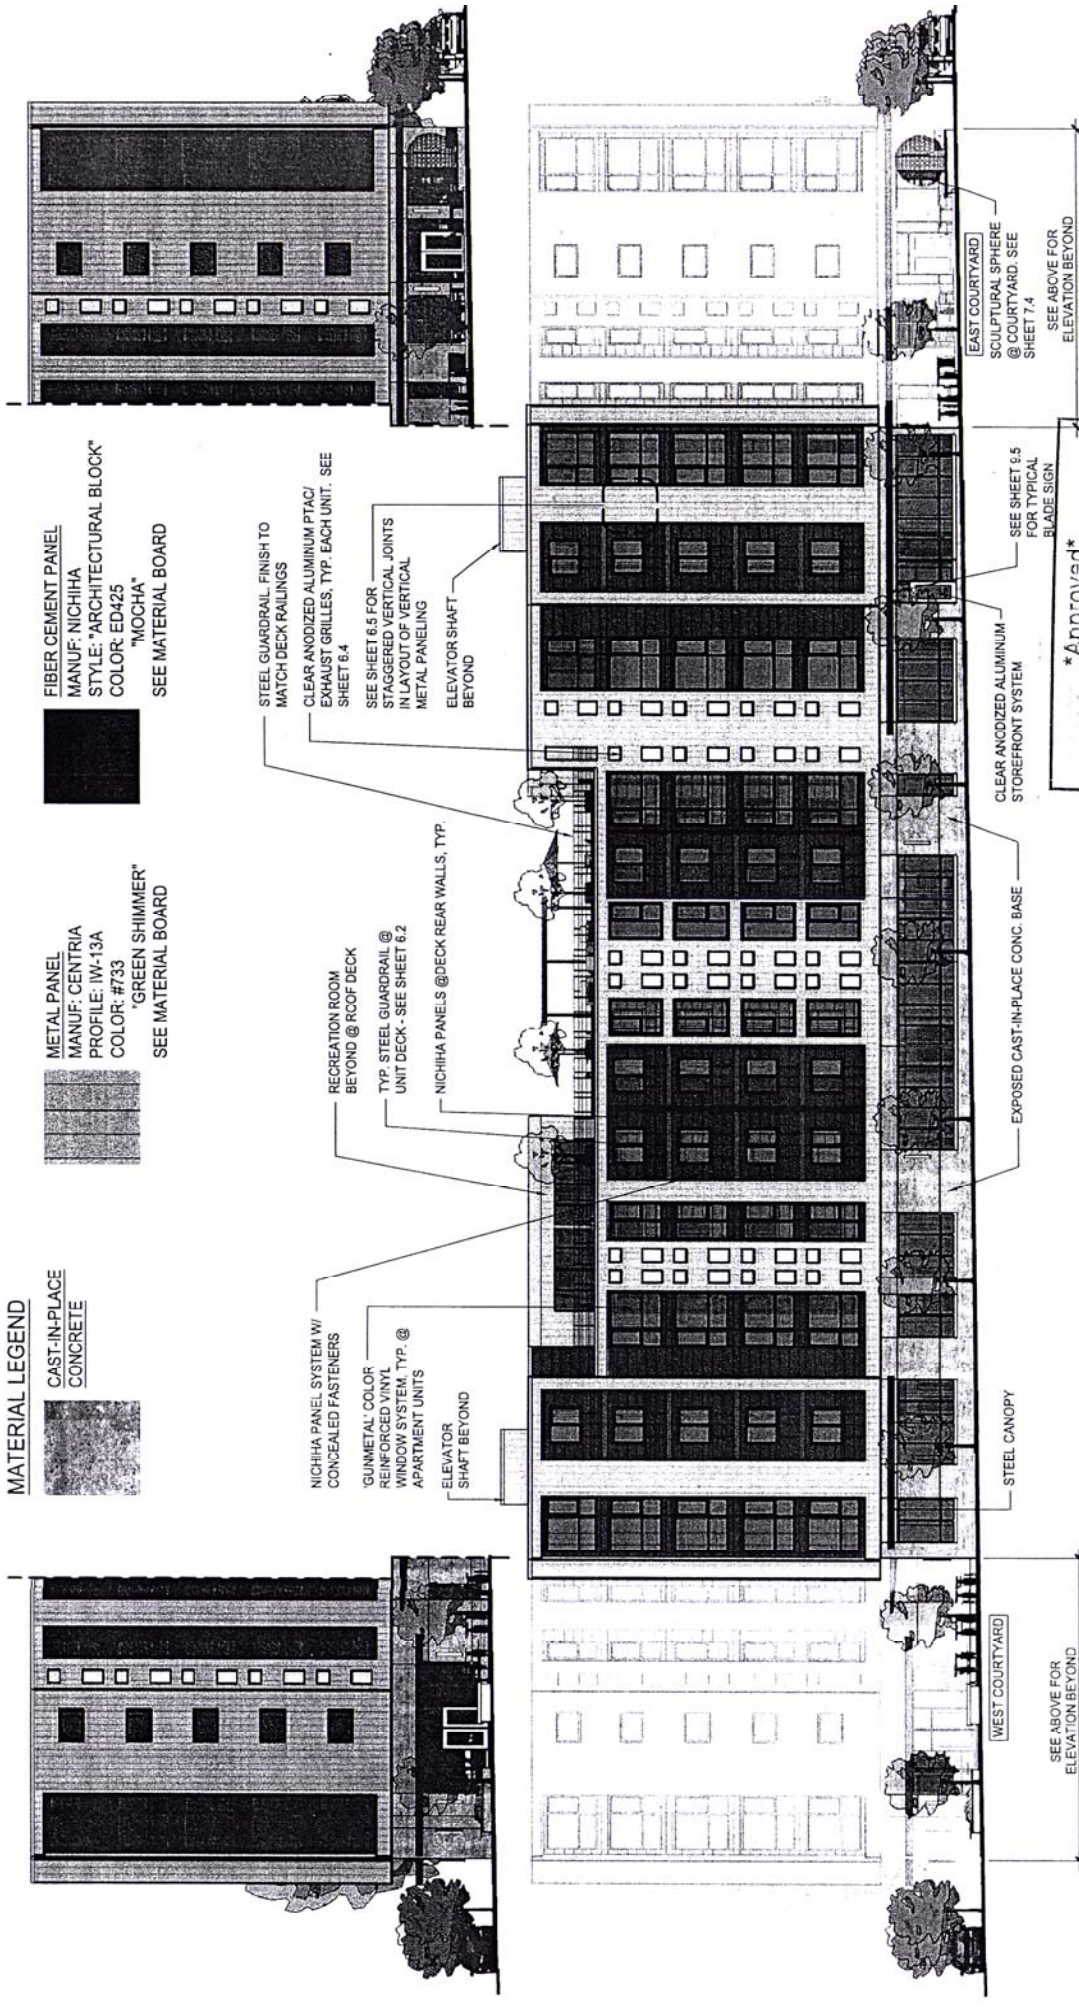 MATERIAL LEGEND
CAST-IN-PLACE
CONCRETE
METAL PANEL
MANUF: CENTRIA
PROFILE: IW-13A
COLOR: #733
"GREEN SHIMMER"
SEE MATERIAL BOARD
FIBER CEMENT PANEL
MANUF: NICHIHA
STYLE: "ARCHITECTURAL BLOCK"
COLOR: ED425
"MOCHA"
SEE MATERIAL BOARD
NICHIHA PANEL SYSTEM W/
CONCEALED FASTENERS
'GUNMETAL' COLOR
REINFORCED VINYL
WINDOW SYSTEM, TYP. @
APARTMENT UNITS
ELEVATOR
SHAFT BEYOND
RECREATION ROOM
BEYOND @ ROOF DECK
TYP. STEEL GUARDRAIL @
UNIT DECK - SEE SHEET 6.2
NICHIHA PANELS @DECK REAR WALLS, TYP.
STEEL GUARDRAIL. FINISH TO
MATCH DECK RAILINGS
CLEAR ANODIZED ALUMINUM PTAC/
EXHAUST GRILLES, TYP. EACH UNIT. SEE
SHEET 6.4
SEE SHEET 6.5 FOR
STAGGERED VERTICAL JOINTS
IN LAYOUT OF VERTICAL
METAL PANELING
ELEVATOR SHAFT
BEYOND
WEST COURTYARD
SEE ABOVE FOR
ELEVATION BEYOND
STEEL CANOPY
EXPOSED CAST-IN-PLACE CONC. BASE
CLEAR ANODIZED ALUMINUM
STOREFRONT SYSTEM
SEE SHEET 9.5
FOR TYPICAL
BLADE SIGN
EAST COURTYARD
SCULPTURAL SPHERE
@ COURTYARD. SEE
SHEET 7.4
SEE ABOVE FOR
ELEVATION BEYOND
*Approved*